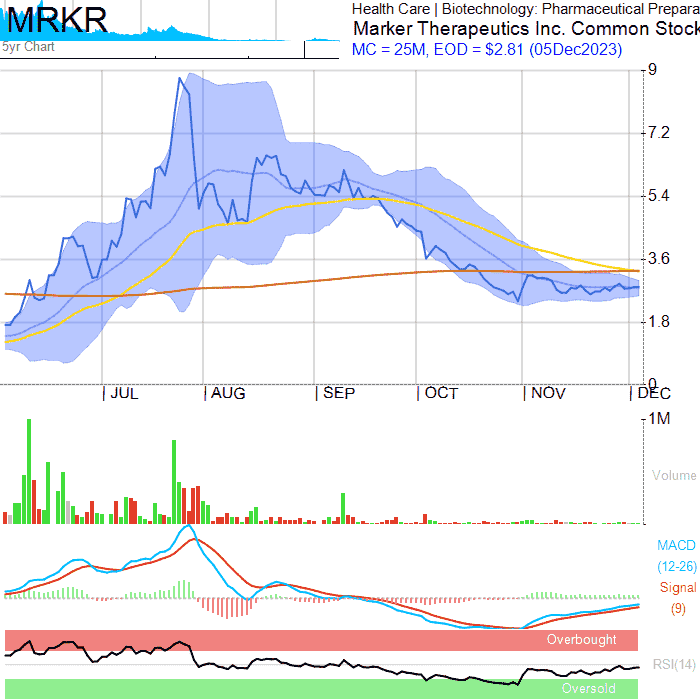 MRKR
5yr Chart
Health Care | Biotechnology: Pharmaceutical Prepara
Marker Therapeutics Inc. Common Stock
MC = 25M, EOD = $2.81 (05Dec2023)
9
7.2
5.4
3.6
1.8
0
JUL AUG SEP OCT NOV DEC
1M
Volume
MACD
(12-26)
Signal
(9)
Overbought
RSI(14)
Oversold